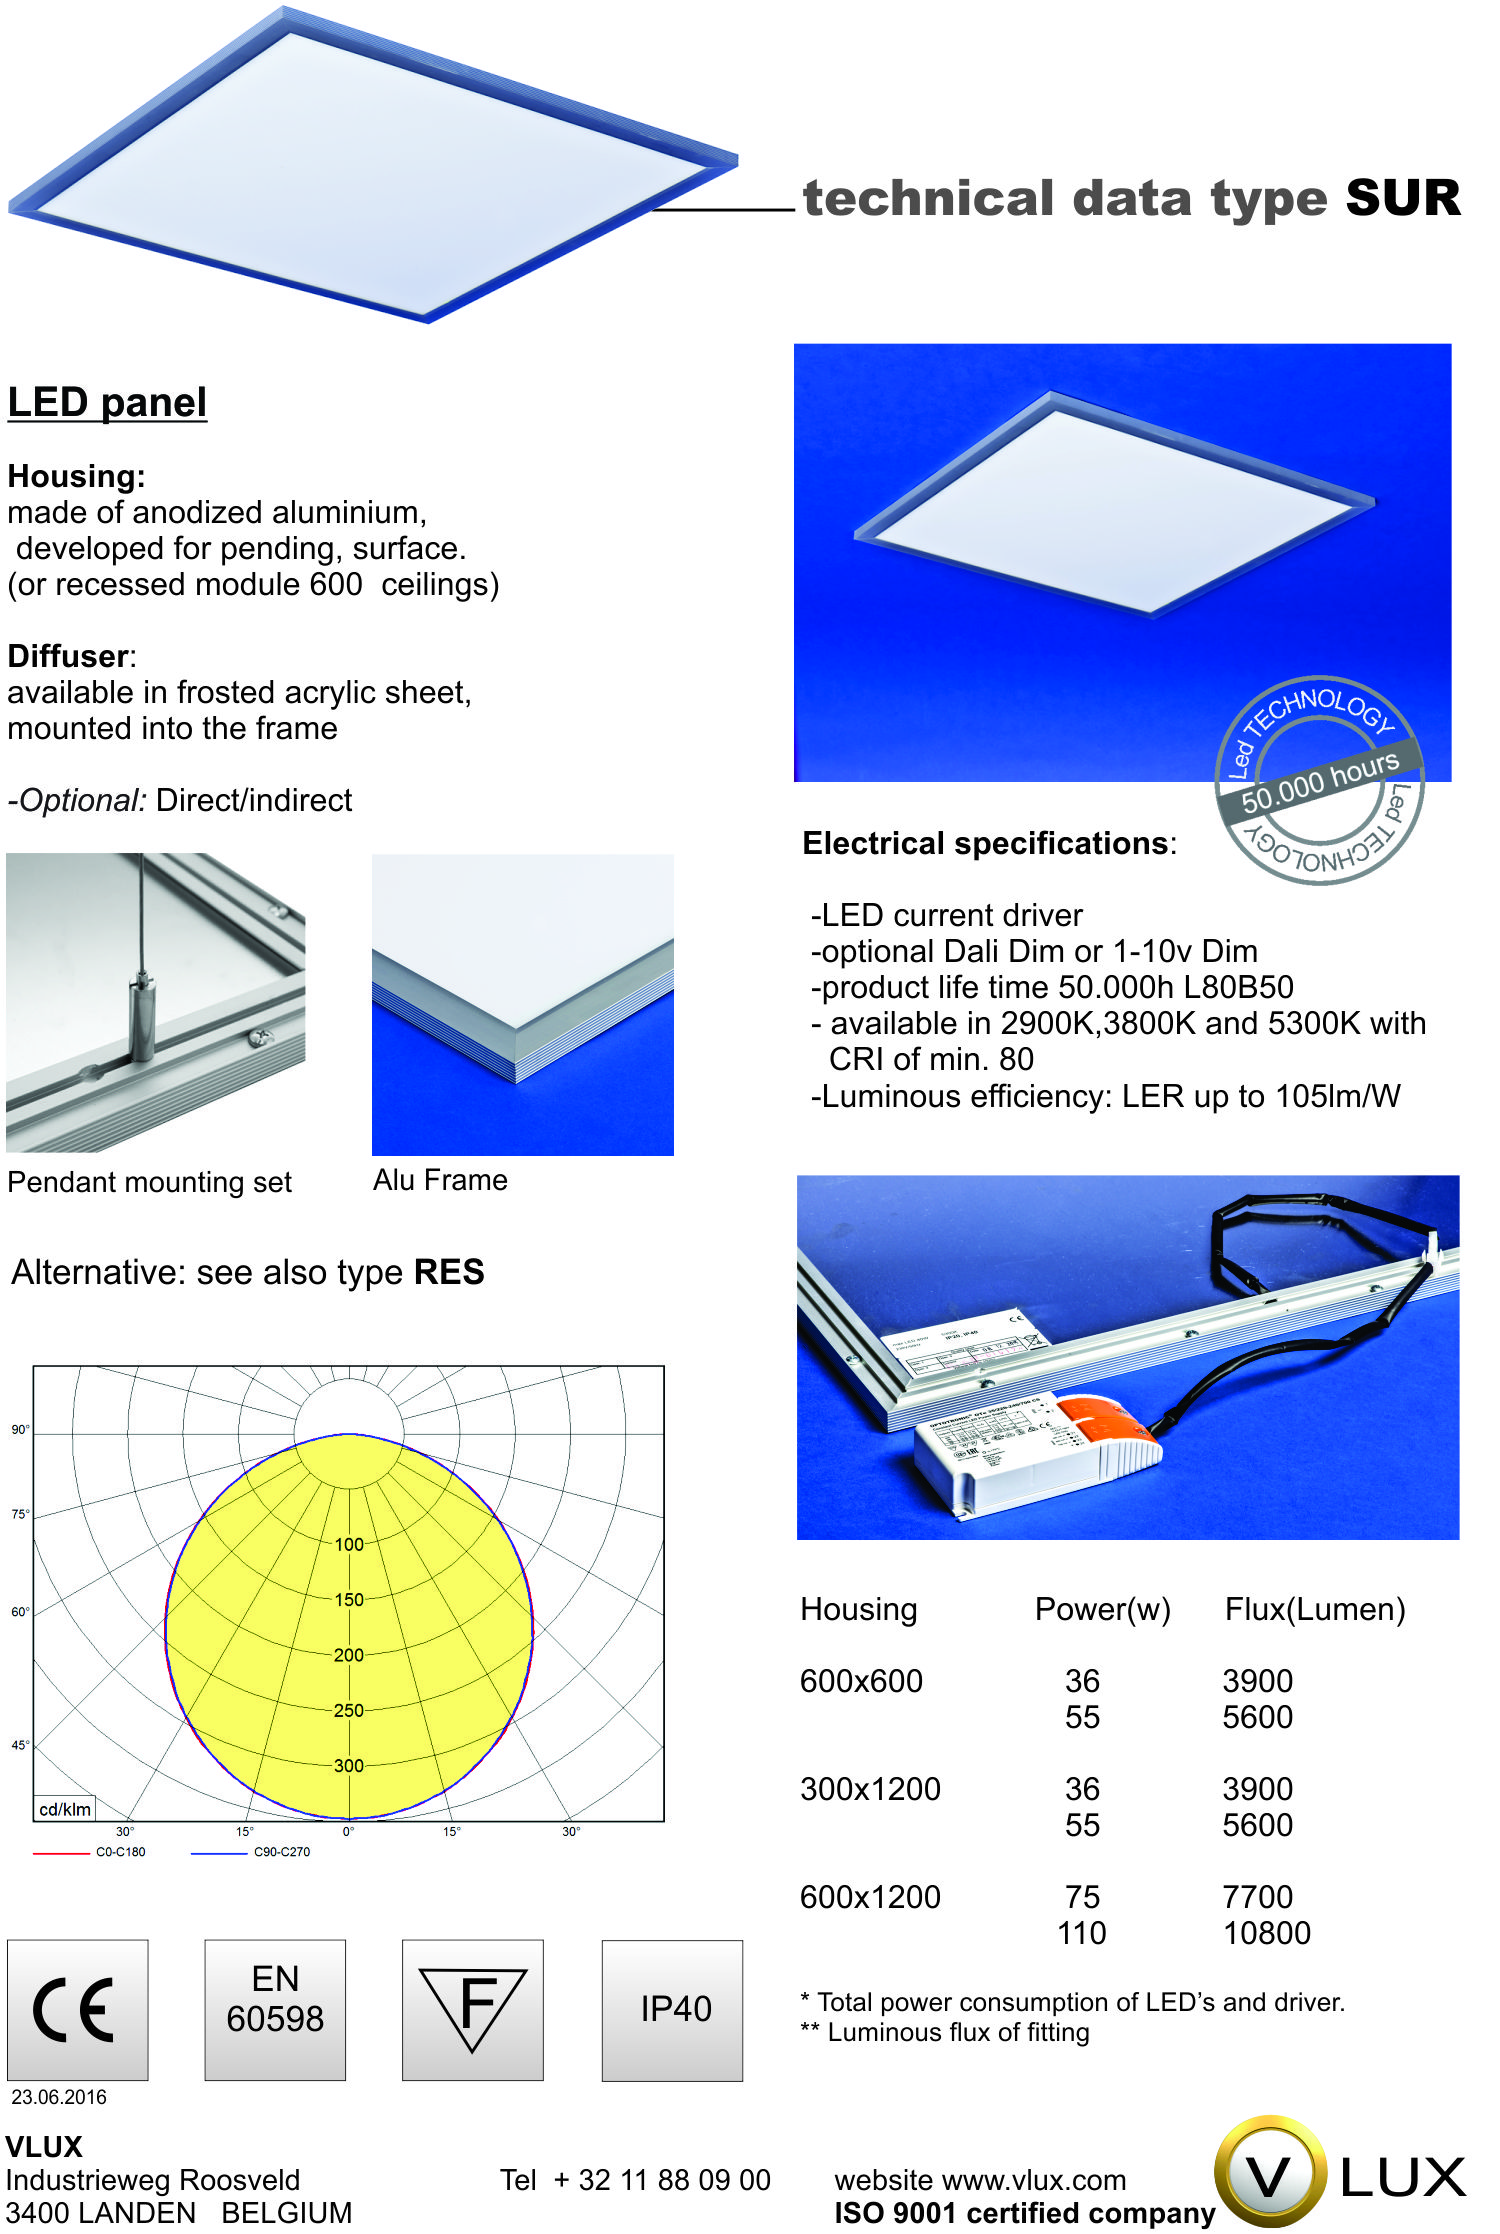 technical data type SUR
LED panel
Housing:
made of anodized aluminium,
developed for pending, surface.
(or recessed module 600 ceilings)
Diffuser:
available in frosted acrylic sheet,
mounted into the frame
-Optional: Direct/indirect
Pendant mounting set
Alu Frame
Alternative: see also type RES
Led TECHNOLOGY
50.000 hours
Led TECHNOLOGY
Electrical specifications:
-LED current driver
-optional Dali Dim or 1-10v Dim
-product life time 50.000h L80B50
- available in 2900K,3800K and 5300K with
CRI of min. 80
-Luminous efficiency: LER up to 105lm/W
IP20, IP40
CE
OPTOTRONIC
CE
90°
75°
60°
45°
100
150
200
250
300
cd/klm
30° 15° 0° 15° 30°
C0-C180 C90-C270
Housing Power(w) Flux(Lumen)
600x600 36 3900
55 5600
300x1200 36 3900
55 5600
600x1200 75 7700
110 10800
* Total power consumption of LED’s and driver.
** Luminous flux of fitting
CE
EN
60598
F
IP40
23.06.2016
VLUX
Industrieweg Roosveld
3400 LANDEN BELGIUM
Tel + 32 11 88 09 00
website www.vlux.com
ISO 9001 certified company
V LUX